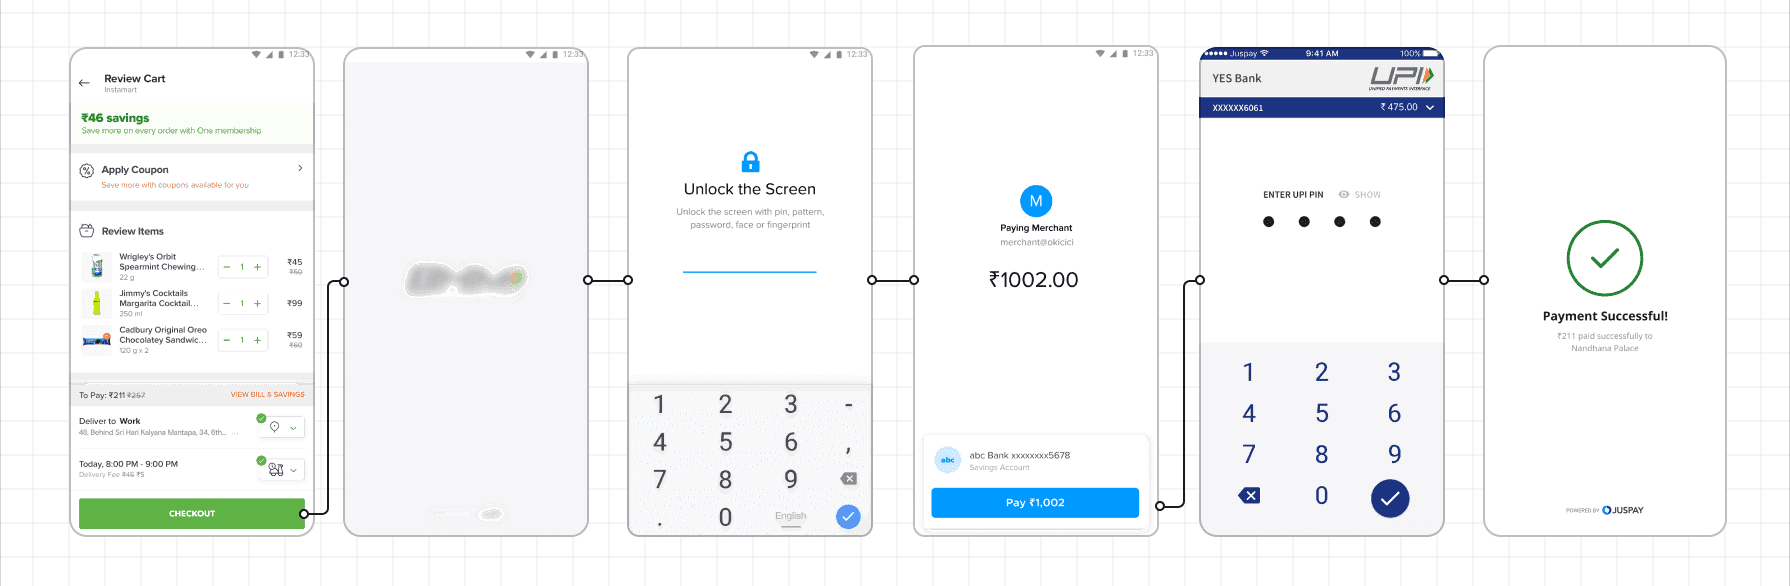 12:33
Review Cart
Instamart
₹46 savings
Save more on every order with One membership
Apply Coupon
Save more with coupons available for you
Review Items
Wrigley's Orbit
Spearmint Chewing...
22 g
1
₹45
₹50
Jimmy's Cocktails
Margarita Cocktail...
250 ml
1
₹99
Cadbury Original Oreo
Chocolatey Sandwic...
120 g x 2
1
₹59
₹60
To Pay: ₹211 ₹257
VIEW BILL & SAVINGS
Deliver to Work
48, Behind Sri Hari Kalyana Mantapa, 34, 6th... ...
Today, 8:00 PM - 9:00 PM
Delivery Fee ₹45 ₹5
CHECKOUT
12:33
12:33
Unlock the Screen
Unlock the screen with pin, pattern,
password, face or fingerprint
1 2 3 -
4 5 6 ,
7 8 9
. 0 English
12:33
M
Paying Merchant
merchant@okicici
₹1002.00
abc
abc Bank xxxxxxxx5678
Savings Account
Pay ₹1,002
Juspay 9:41 AM 100%
YES Bank
UPI
UNIFIED PAYMENTS INTERFACE
XXXXXX6061
₹ 475.00
ENTER UPI PIN SHOW
1 2 3
4 5 6
7 8 9
0
Payment Successful!
₹211 paid successfully to
Nandhana Palace
POWERED BY JUSPAY